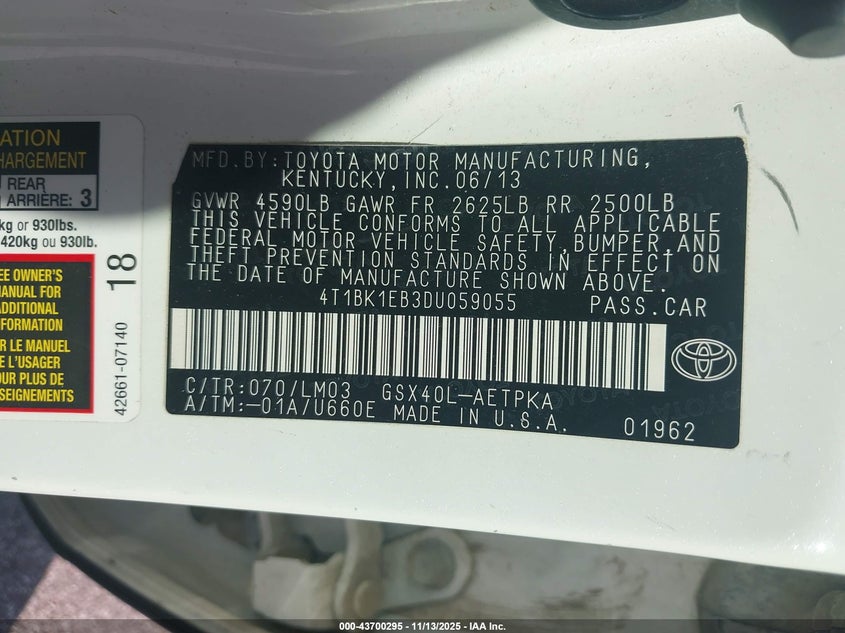 ATION
HARGEMENT
REAR
ARRIÈRE: 3
kg or 930lbs.
420kg ou 930lb.
EE OWNER'S
MANUAL FOR
ADDITIONAL
NFORMATION
R LE MANUEL
E L'USAGER
OUR PLUS DE
SEIGNEMENTS
18
42661-07140
MFD.BY: TOYOTA MOTOR MANUFACTURING,
KENTUCKY, INC. 06/13
GVWR 4590LB GAWR FR 2625LB RR 2500LB
THIS VEHICLE CONFORMS TO ALL APPLICABLE
FEDERAL MOTOR VEHICLE SAFETY, BUMPER, AND
THEFT PREVENTION STANDARDS IN EFFECT ON
THE DATE OF MANUFACTURE SHOWN ABOVE.
4T1BK1EB3DU059055 PASS.CAR
C/TR:070/LM03 GSX40L-AETPKA
A/TM:-01A/U660E MADE IN U.S.A.
01962
000-43700295 - 11/13/2025 - IAA Inc.